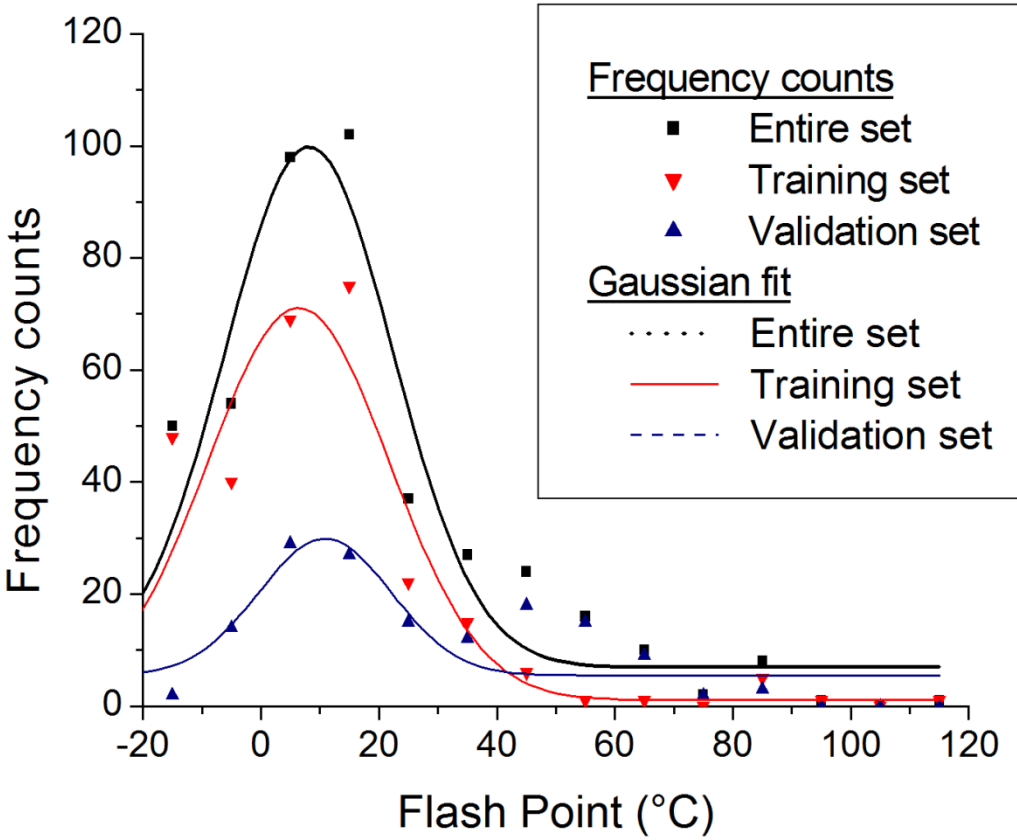 120
100
80
60
40
20
0
Frequency counts
-20 0 20 40 60 80 100 120
Flash Point (°C)
Frequency counts
Entire set
Training set
Validation set
Gaussian fit
Entire set
Training set
Validation set